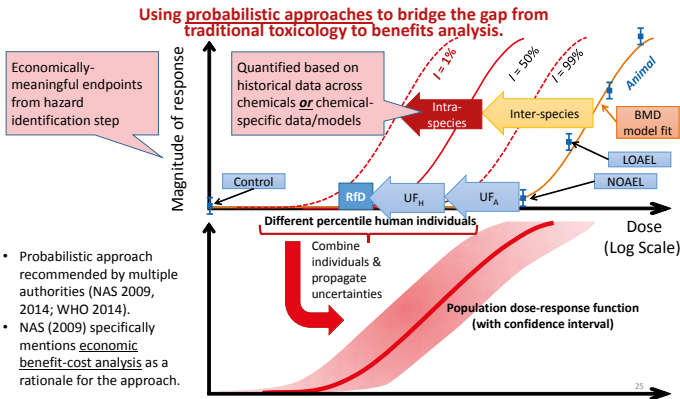 Using probabilistic approaches to bridge the gap from
traditional toxicology to benefits analysis.
Economically-
meaningful endpoints
from hazard
identification step
Magnitude of response
Quantified based on
historical data across
chemicals or chemical-
specific data/models
I = 1%
I = 50%
I = 99%
Animal
Intra-
species
Inter-species
BMD
model fit
LOAEL
NOAEL
Control
RfD
UFH
UFA
Dose
(Log Scale)
Different percentile human individuals
Combine
individuals &
propagate
uncertainties
Population dose-response function
(with confidence interval)
• Probabilistic approach
recommended by multiple
authorities (NAS 2009,
2014; WHO 2014).
• NAS (2009) specifically
mentions economic
benefit-cost analysis as a
rationale for the approach.
25